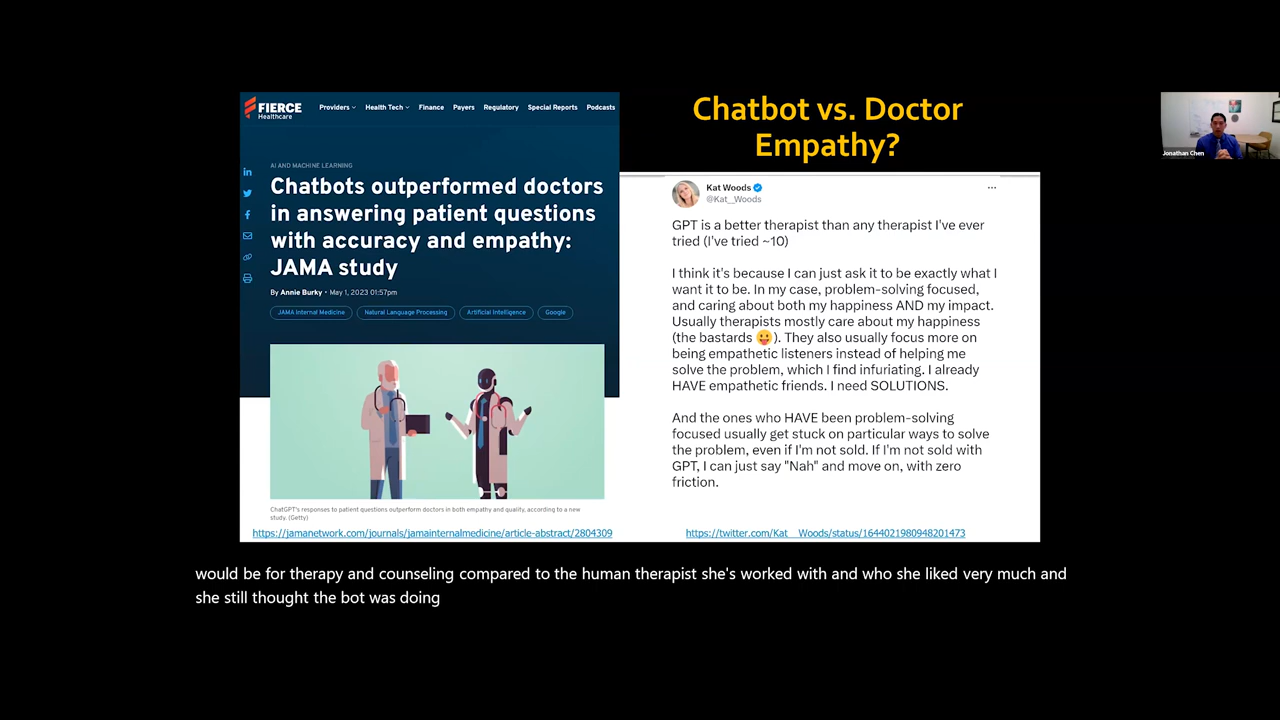 FIERCE
Healthcare
Providers
Health Tech
Finance
Payers
Regulatory
Special Reports
Podcasts
AI AND MACHINE LEARNING
Chatbots outperformed doctors
in answering patient questions
with accuracy and empathy:
JAMA study
By Annie Burky • May 1, 2023 01:57pm
JAMA Internal Medicine
Natural Language Processing
Artificial Intelligence
Google
ChatGPT's responses to patient questions outperform doctors in both empathy and quality, according to a new
study. (Getty)
https://jamanetwork.com/journals/jamainternalmedicine/article-abstract/2804309
Chatbot vs. Doctor
Empathy?
Kat Woods
@Kat__Woods
GPT is a better therapist than any therapist I've ever
tried (I've tried ~10)
I think it's because I can just ask it to be exactly what I
want it to be. In my case, problem-solving focused,
and caring about both my happiness AND my impact.
Usually therapists mostly care about my happiness
(the bastards 😛). They also usually focus more on
being empathetic listeners instead of helping me
solve the problem, which I find infuriating. I already
HAVE empathetic friends. I need SOLUTIONS.
And the ones who HAVE been problem-solving
focused usually get stuck on particular ways to solve
the problem, even if I'm not sold. If I'm not sold with
GPT, I can just say "Nah" and move on, with zero
friction.
https://twitter.com/Kat__Woods/status/1644021980948201473
Jonathan Chen
would be for therapy and counseling compared to the human therapist she's worked with and who she liked very much and
she still thought the bot was doing